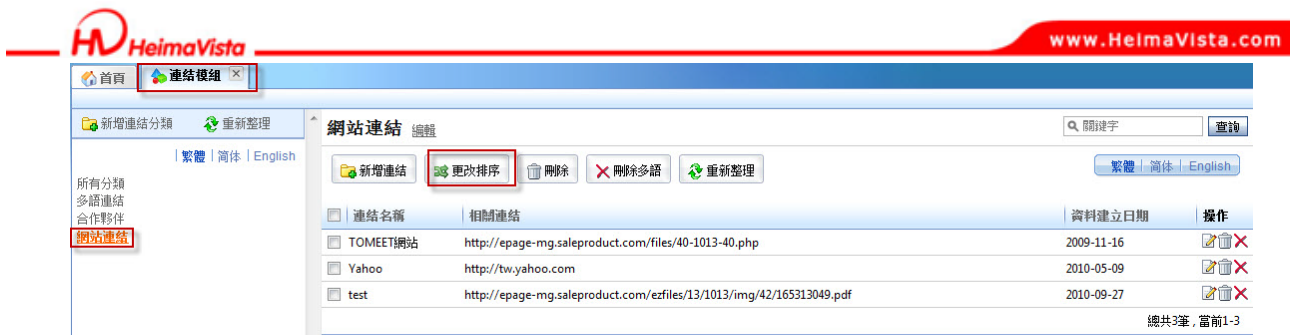 HeimaVista
www.HeimaVista.com
首頁 連結模組
新增連結分類 重新整理
繁體 | 简体 | English
所有分類
多語連結
合作夥伴
網站連結
網站連結 編輯
關鍵字 查詢
新增連結 更改排序 刪除 刪除多語 重新整理
繁體 | 简体 | English
連結名稱 相關連結 資料建立日期 操作
TOMEET網站 http://epage-mg.saleproduct.com/files/40-1013-40.php 2009-11-16
Yahoo http://tw.yahoo.com 2010-05-09
test http://epage-mg.saleproduct.com/ezfiles/13/1013/img/42/165313049.pdf 2010-09-27
總共3筆,當前1-3